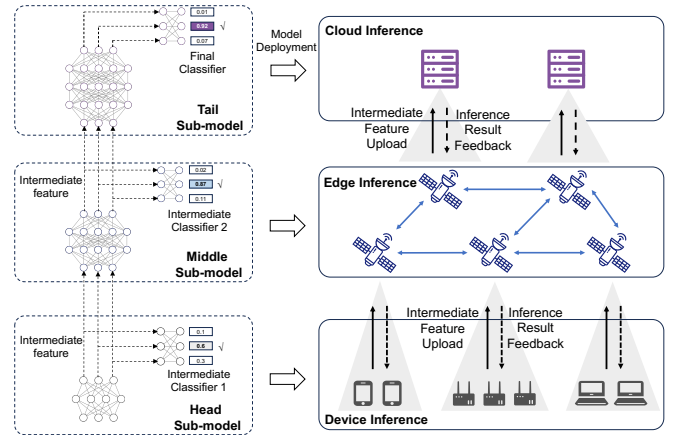 0.01
0.92
√
0.07
Final
Classifier
Tail
Sub-model
Model
Deployment
Cloud Inference
Intermediate
Feature
Upload
Inference
Result
Feedback
Intermediate
feature
0.02
0.87
√
0.11
Intermediate
Classifier 2
Middle
Sub-model
Edge Inference
Intermediate
feature
0.1
0.6
√
0.3
Intermediate
Classifier 1
Head
Sub-model
Intermediate
Feature
Upload
Inference
Result
Feedback
Device Inference